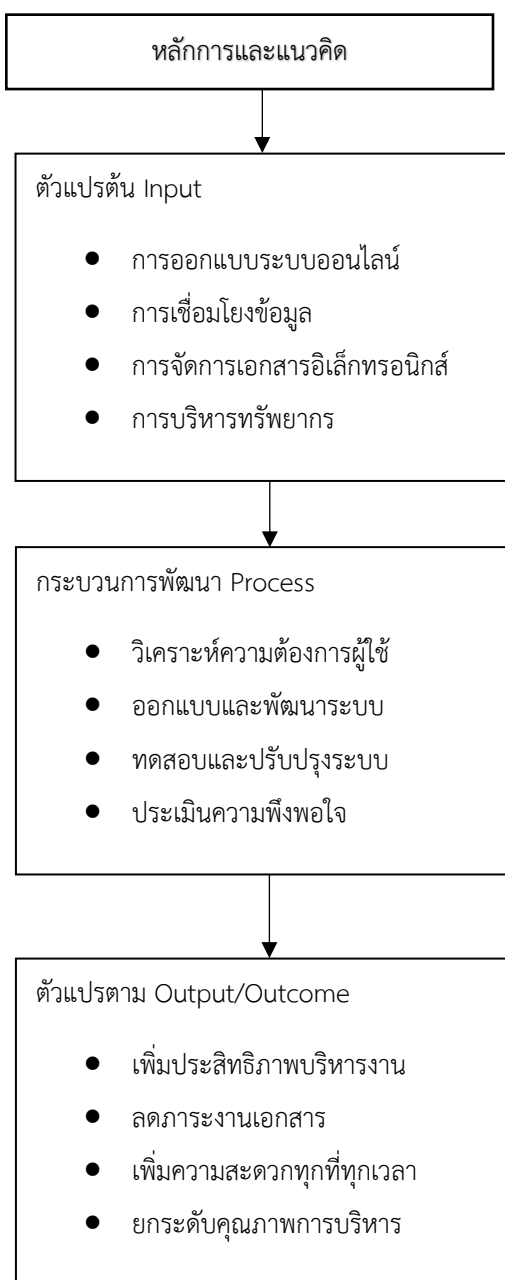 หลักการและแนวคิด
ตัวแปรต้น Input
● การออกแบบระบบออนไลน์
● การเชื่อมโยงข้อมูล
● การจัดการเอกสารอิเล็กทรอนิกส์
● การบริหารทรัพยากร
กระบวนการพัฒนา Process
● วิเคราะห์ความต้องการผู้ใช้
● ออกแบบและพัฒนาระบบ
● ทดสอบและปรับปรุงระบบ
● ประเมินความพึงพอใจ
ตัวแปรตาม Output/Outcome
● เพิ่มประสิทธิภาพบริหารงาน
● ลดภาระงานเอกสาร
● เพิ่มความสะดวกทุกที่ทุกเวลา
● ยกระดับคุณภาพการบริหาร